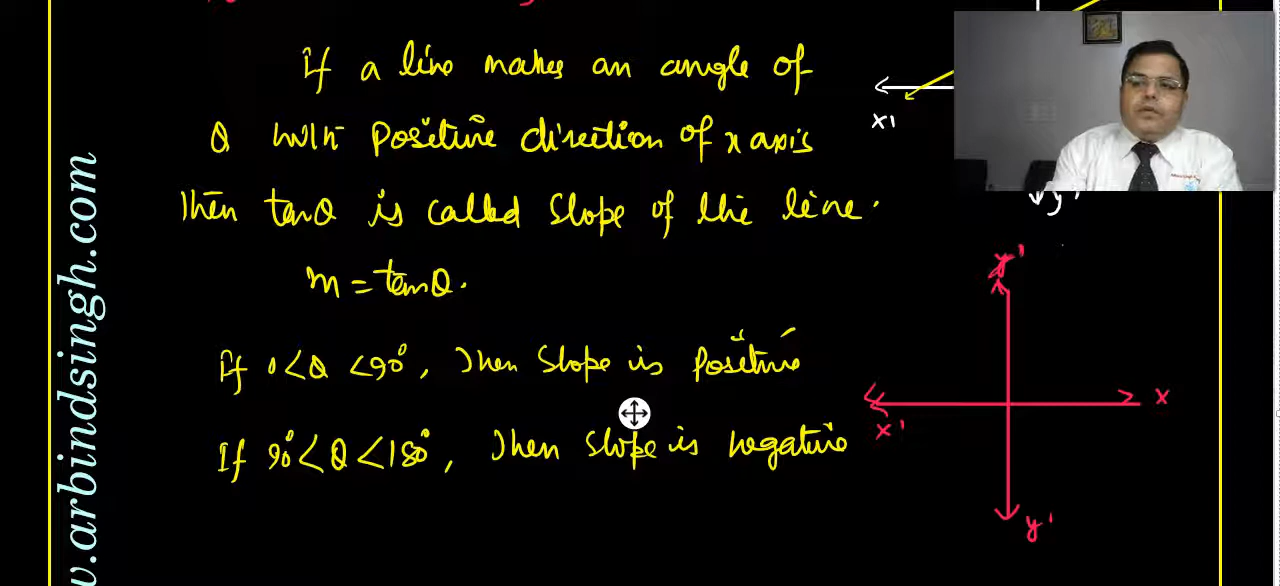 If a line makes an angle of
θ with positive direction of x axis
Then tanθ is called slope of the line.
m = tanθ.
If 0 < θ < 90°, Then slope is positive
If 90° < θ < 180°, Then slope is negative
x'
y'
y'
x
x'
y'
w.arbindsingh.com